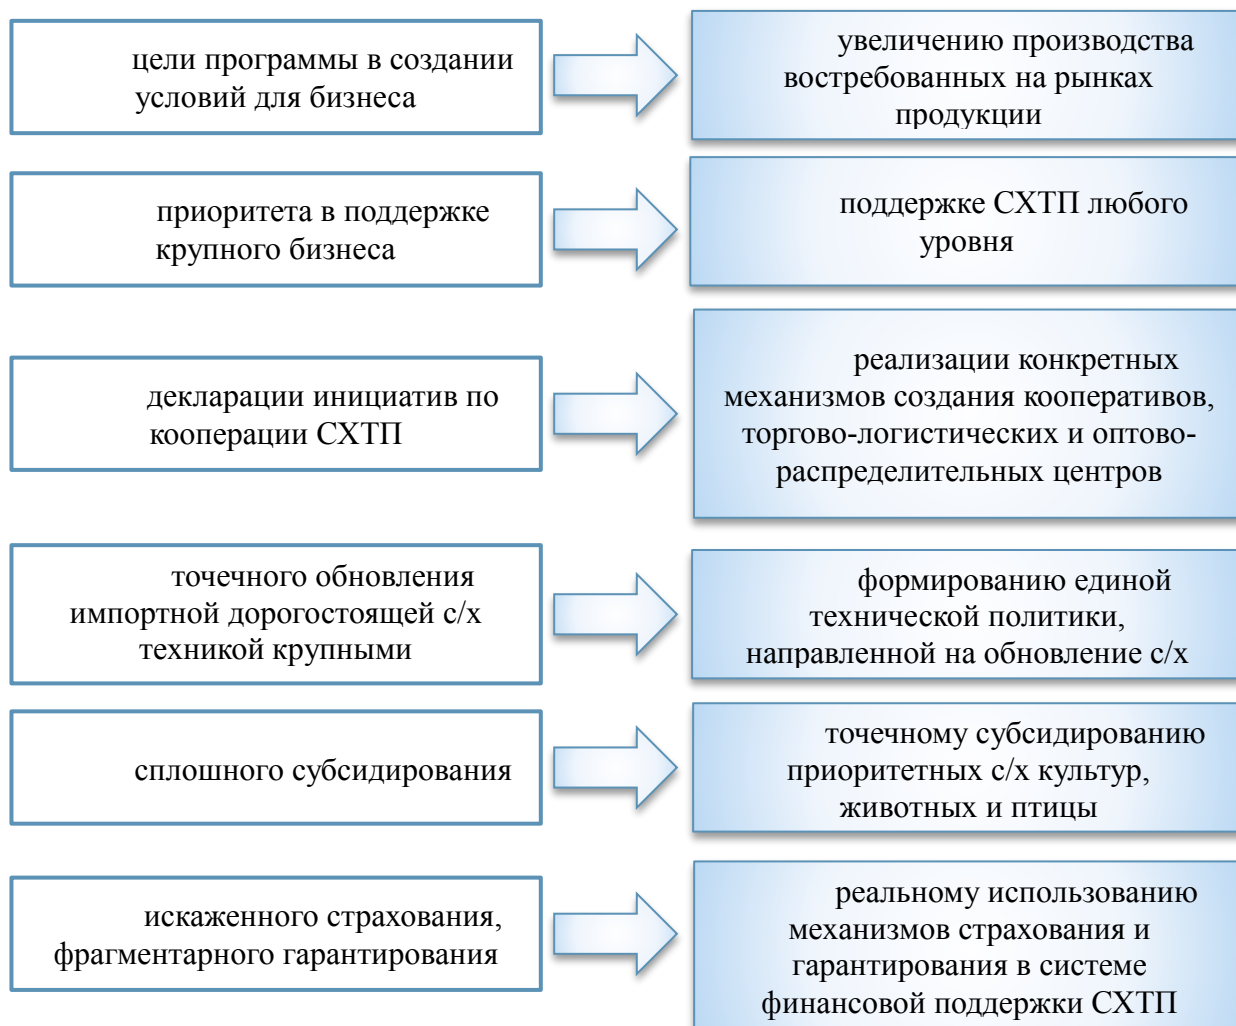 цели программы в создании
условий для бизнеса
увеличению производства
востребованных на рынках
продукции
приоритета в поддержке
крупного бизнеса
поддержке СХТП любого
уровня
декларации инициатив по
кооперации СХТП
реализации конкретных
механизмов создания кооперативов,
торгово-логистических и оптово-
распределительных центров
точечного обновления
импортной дорогостоящей с/х
техникой крупными
формированию единой
технической политики,
направленной на обновление с/х
сплошного субсидирования
точечному субсидированию
приоритетных с/х культур,
животных и птицы
искаженного страхования,
фрагментарного гарантирования
реальному использованию
механизмов страхования и
гарантирования в системе
финансовой поддержки СХТП